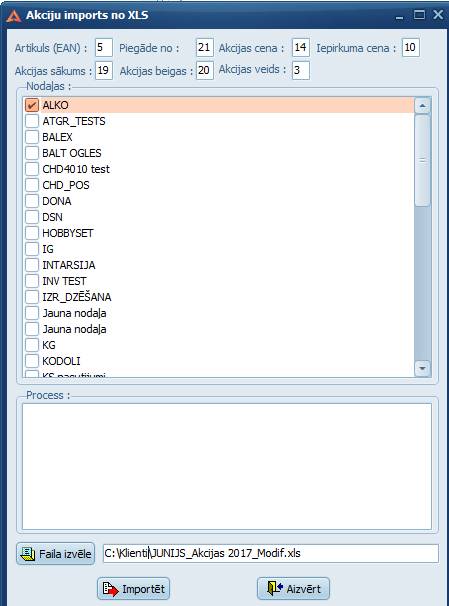 Akciju imports no XLS
Artikuls (EAN) : 5 Piegāde no : 21 Akcijas cena : 14 Iepirkuma cena : 10
Akcijas sākums : 19 Akcijas beigas : 20 Akcijas veids : 3
Nodaļas :
ALKO
ATGR_TESTS
BALEX
BALT OGLES
CHD4010 test
CHD_POS
DONA
DSN
HOBBYSET
IG
INTARSIJA
INV TEST
IZR_DZĒŠANA
Jauna nodaļa
Jauna nodaļa
KG
KODOLI
KS pasutijumi
Process :
Faila izvēle C:\Klienti\JUNIJS_Akcijas 2017_Modif.xls
Importēt Aizvērt